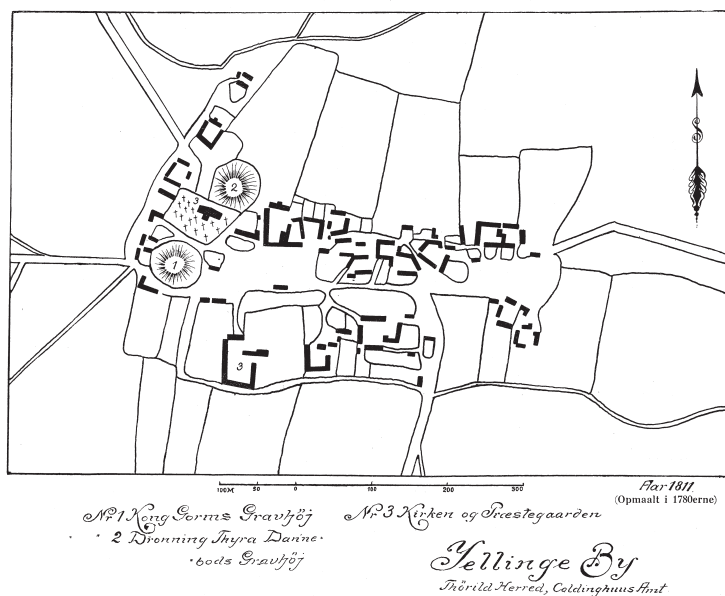 2
3
1
3
100M 50 0 100 200 300
Aar 1811.
(Opmaalt i 1780erne)
Nr 1 Kong Gorms Gravhöj
Nr 3 Kirken og Præstegaarden
" " 2 Dronning Thyra Danne-
"bods Gravhöj
Yellinge By
Thörild Herred, Coldinghuus Amt